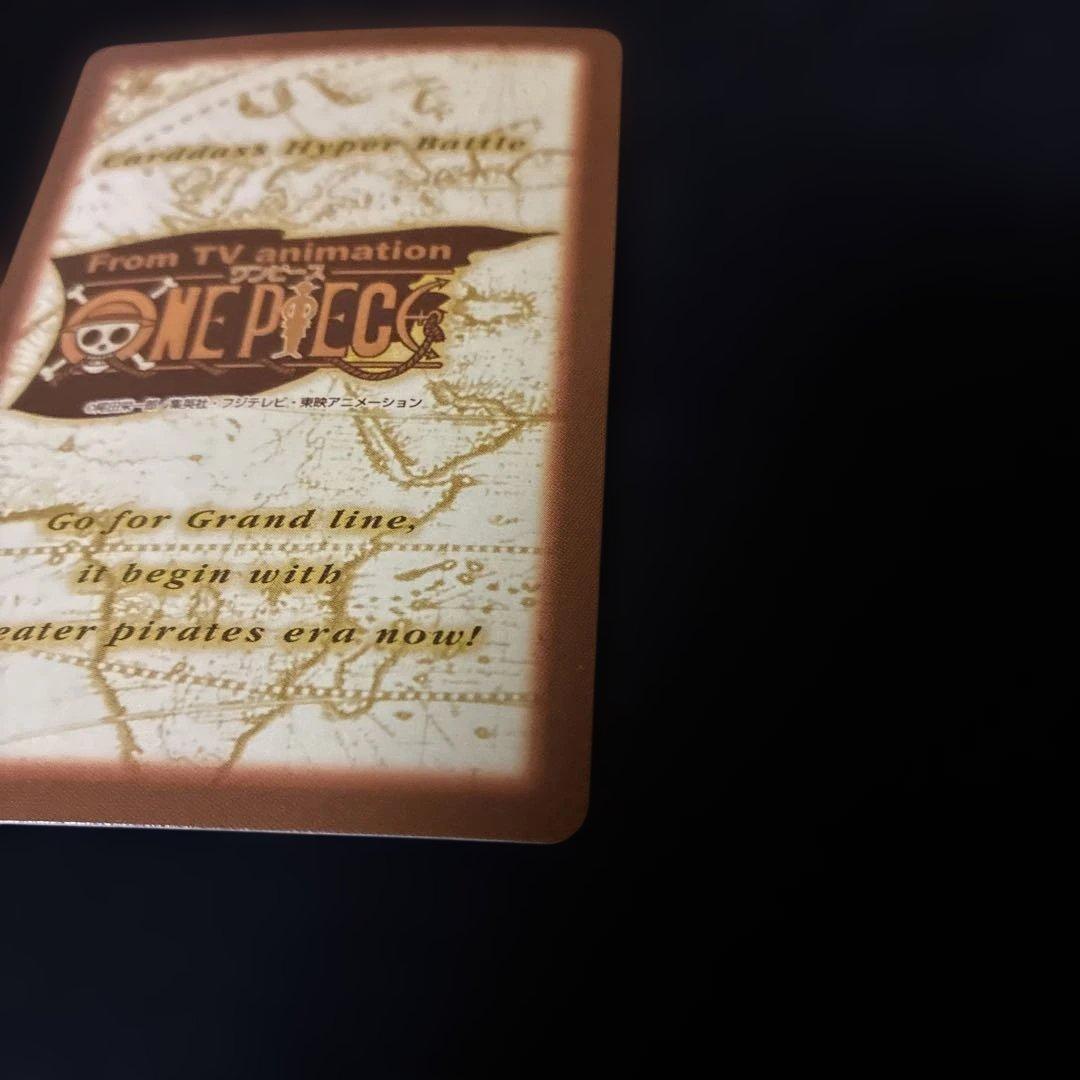 Carddass Hyper Battle
From TV animation
ワンピース
ONE PIECE
集英社・フジテレビ・東映アニメーション
Go for Grand line,
it begin with
eater pirates era now!